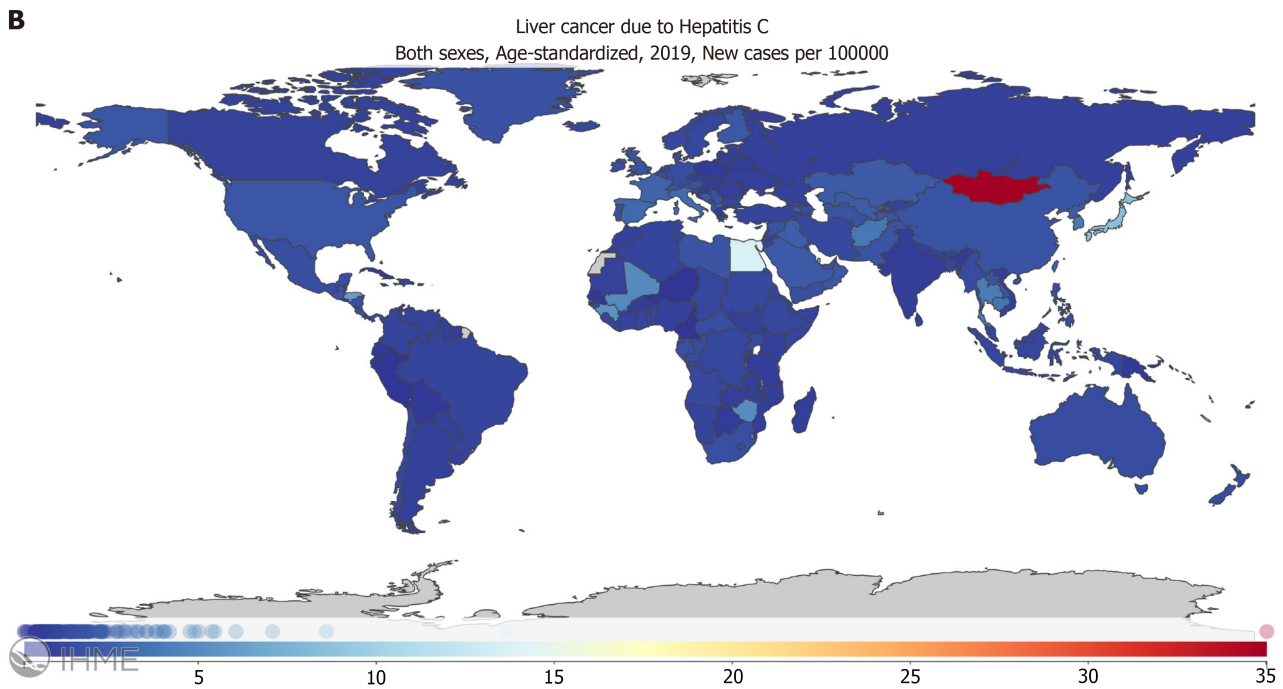 B
Liver cancer due to Hepatitis C
Both sexes, Age-standardized, 2019, New cases per 100000
IHME
5
10
15
20
25
30
35